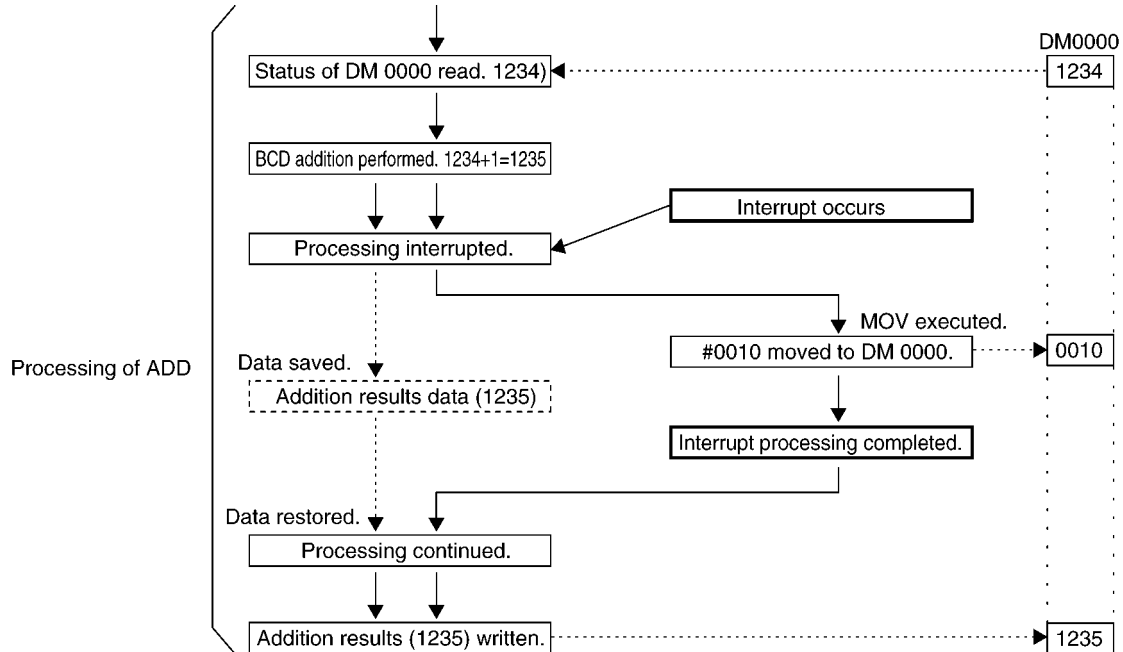 DM0000
Status of DM 0000 read. 1234)
1234
BCD addition performed. 1234+1=1235
Interrupt occurs
Processing interrupted.
MOV executed.
#0010 moved to DM 0000.
0010
Processing of ADD
Data saved.
Addition results data (1235)
Interrupt processing completed.
Data restored.
Processing continued.
Addition results (1235) written.
1235